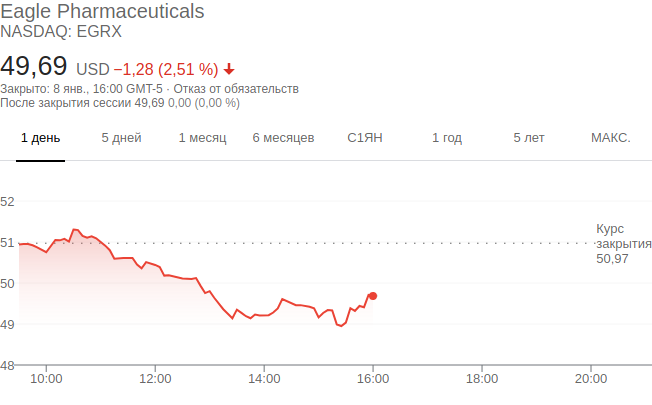 Eagle Pharmaceuticals
NASDAQ: EGRX
49,69 USD −1,28 (2,51 %)
Закрыто: 8 янв., 16:00 GMT-5 · Отказ от обязательств
После закрытия сессии 49,69 0,00 (0,00 %)
1 день 5 дней 1 месяц 6 месяцев С1ЯН 1 год 5 лет МАКС.
52
51
50
49
48
Курс
закрытия
50,97
10:00 12:00 14:00 16:00 18:00 20:00